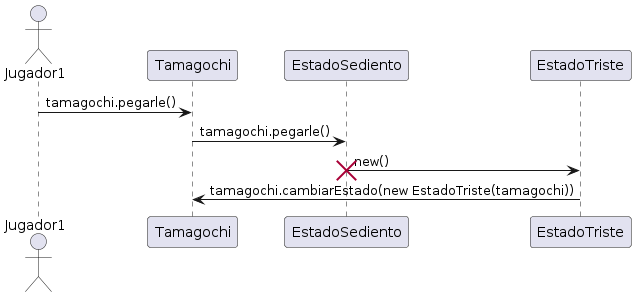 Jugador1
Tamagochi
EstadoSediento
EstadoTriste
tamagochi.pegarle()
tamagochi.pegarle()
new()
tamagochi.cambiarEstado(new EstadoTriste(tamagochi))
Jugador1
Tamagochi
EstadoSediento
EstadoTriste